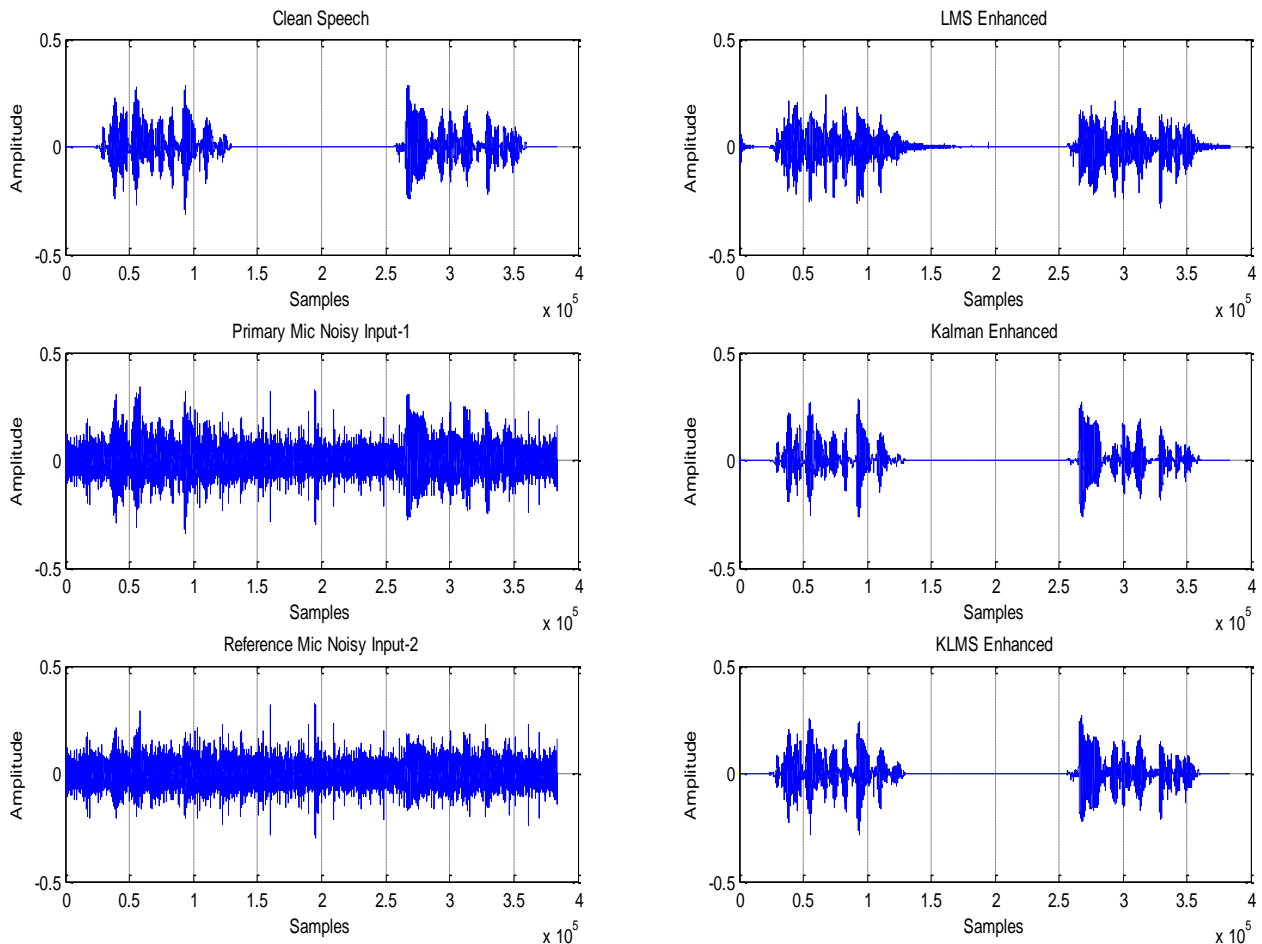 Clean Speech
0.5
0
-0.5
Amplitude
0 0.5 1 1.5 2 2.5 3 3.5 4
Samples
x 10^5
LMS Enhanced
0.5
0
-0.5
Amplitude
0 0.5 1 1.5 2 2.5 3 3.5 4
Samples
x 10^5
Primary Mic Noisy Input-1
0.5
0
-0.5
Amplitude
0 0.5 1 1.5 2 2.5 3 3.5 4
Samples
x 10^5
Kalman Enhanced
0.5
0
-0.5
Amplitude
0 0.5 1 1.5 2 2.5 3 3.5 4
Samples
x 10^5
Reference Mic Noisy Input-2
0.5
0
-0.5
Amplitude
0 0.5 1 1.5 2 2.5 3 3.5 4
Samples
x 10^5
KLMS Enhanced
0.5
0
-0.5
Amplitude
0 0.5 1 1.5 2 2.5 3 3.5 4
Samples
x 10^5